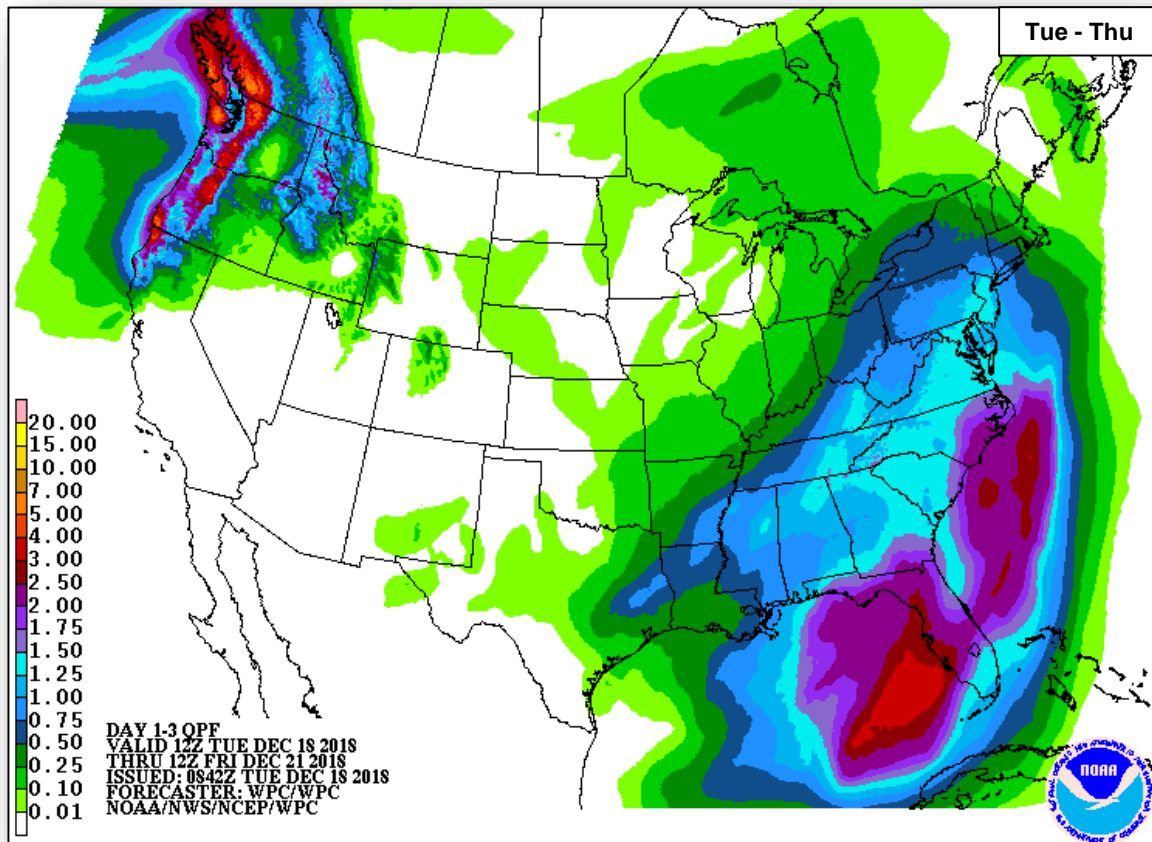 Tue - Thu
20.00
15.00
10.00
7.00
5.00
4.00
3.00
2.50
2.00
1.75
1.50
1.25
1.00
0.75
0.50
0.25
0.10
0.01
DAY 1-3 QPF
VALID 12Z TUE DEC 18 2018
THRU 12Z FRI DEC 21 2018
ISSUED: 0842Z TUE DEC 18 2018
FORECASTER: WPC/WPC
NOAA/NWS/NCEP/WPC
NOAA